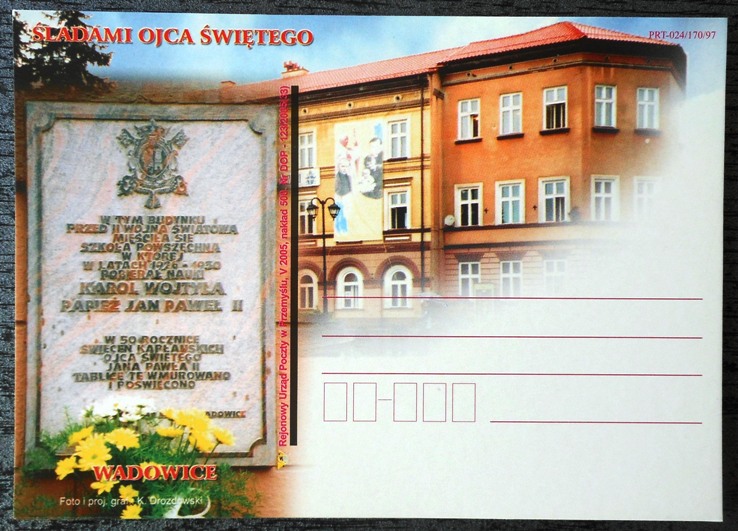 ŚLADAMI OJCA ŚWIĘTEGO
PRT-024/170/97
W TYM BUDYNKU
PRZED II WOJNĄ ŚWIATOWĄ
MIEŚCIŁA SIĘ
SZKOŁA POWSZECHNA
W KTÓREJ
W LATACH 1926 - 1930
POBIERAŁ NAUKI
KAROL WOJTYŁA
PAPIEŻ JAN PAWEŁ II
W 50 ROCZNICĘ
ŚWIĘCEŃ KAPŁAŃSKICH
OJCA ŚWIĘTEGO
JANA PAWŁA II
TABLICĘ TĘ WMUROWANO
I POŚWIĘCONO
WADOWICE
WADOWICE
Foto i proj. graf. K. Drozdowski
Rejonowy Urząd Poczty w Przemyślu, V 2005, nakład